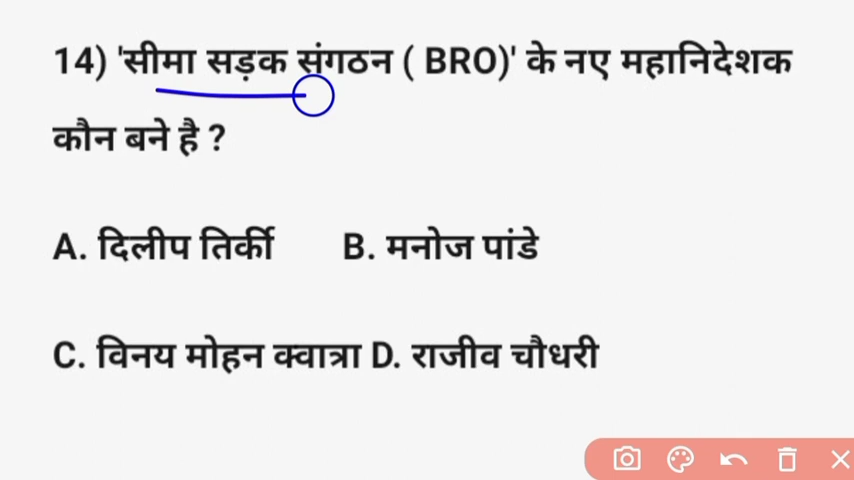 14) 'सीमा सड़क संगठन ( BRO)' के नए महानिदेशक
कौन बने है ?
A. दिलीप तिर्की B. मनोज पांडे
C. विनय मोहन क्वात्रा D. राजीव चौधरी